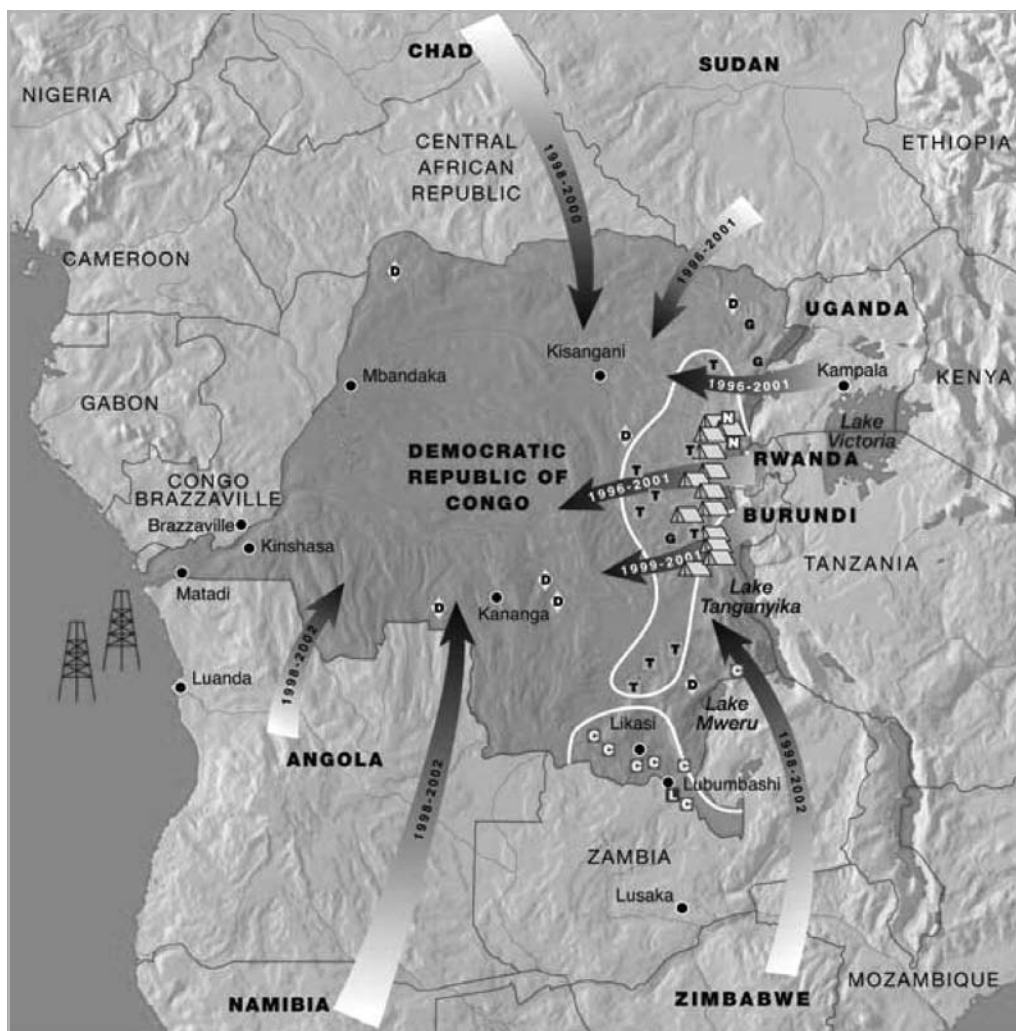 CHAD
SUDAN
NIGERIA
ETHIOPIA
CENTRAL
AFRICAN
REPUBLIC
1998-2000
1996-2001
CAMEROON
D
D
G
UGANDA
Kisangani
T
G
Mbandaka
1996-2001
Kampala
KENYA
GABON
Lake
Victoria
N
D
N
DEMOCRATIC
REPUBLIC OF
CONGO
T
RWANDA
T
1996-2001
CONGO
BRAZZAVILLE
T
T
BURUNDI
Brazzaville
G
T
Kinshasa
1999-2001
TANZANIA
Matadi
D
Lake
Tanganyika
Kananga
D
D
1998-2002
T
T
C
Luanda
T
D
Lake
Mweru
Likasi
C
ANGOLA
C
C
C
C
1998-2002
Lubumbashi
L
C
1998-2002
ZAMBIA
Lusaka
MOZAMBIQUE
NAMIBIA
ZIMBABWE